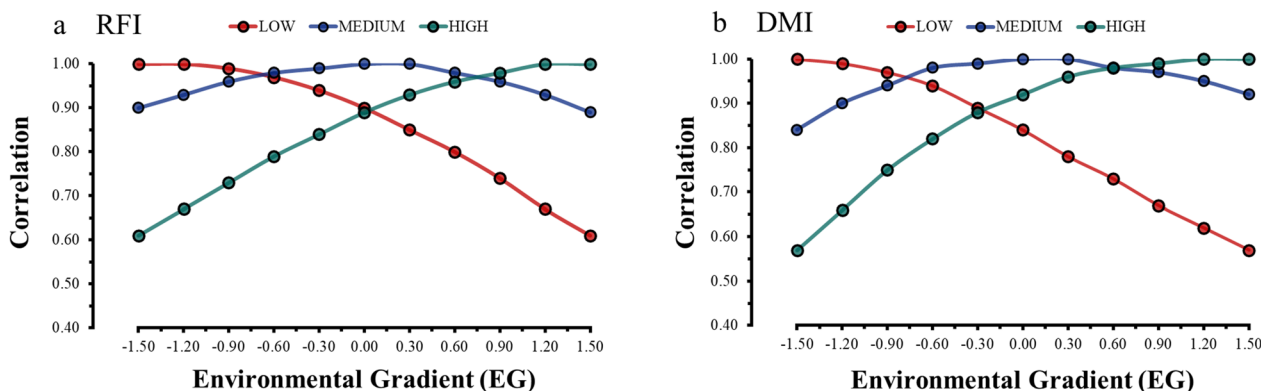 a RFI
LOW MEDIUM HIGH
Correlation
1.00
0.90
0.80
0.70
0.60
0.50
0.40
-1.50 -1.20 -0.90 -0.60 -0.30 0.00 0.30 0.60 0.90 1.20 1.50
Environmental Gradient (EG)
b DMI
LOW MEDIUM HIGH
Correlation
1.00
0.90
0.80
0.70
0.60
0.50
0.40
-1.50 -1.20 -0.90 -0.60 -0.30 0.00 0.30 0.60 0.90 1.20 1.50
Environmental Gradient (EG)